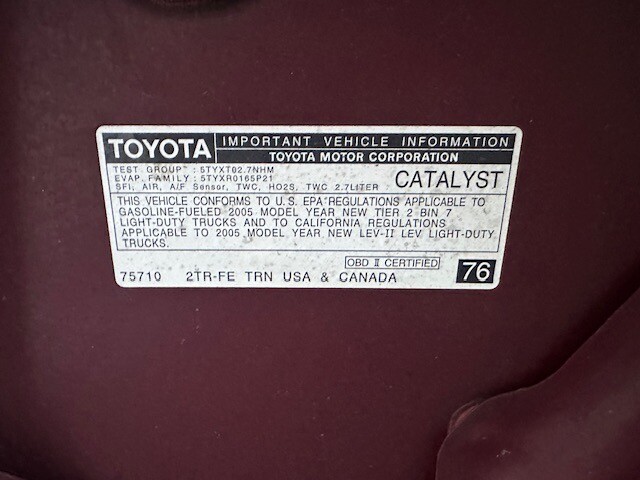 TOYOTA
IMPORTANT VEHICLE INFORMATION
TOYOTA MOTOR CORPORATION
TEST GROUP : 5TYXT02.7NHM
EVAP. FAMILY : 5TYXR0165P21
SFI, AIR, A/F Sensor, TWC, HO2S, TWC 2.7LITER
CATALYST
THIS VEHICLE CONFORMS TO U.S. EPA REGULATIONS APPLICABLE TO
GASOLINE-FUELED 2005 MODEL YEAR NEW TIER 2 BIN 7
LIGHT-DUTY TRUCKS AND TO CALIFORNIA REGULATIONS
APPLICABLE TO 2005 MODEL YEAR NEW LEV-II LEV LIGHT-DUTY
TRUCKS.
OBD II CERTIFIED
75710 2TR-FE TRN USA & CANADA 76